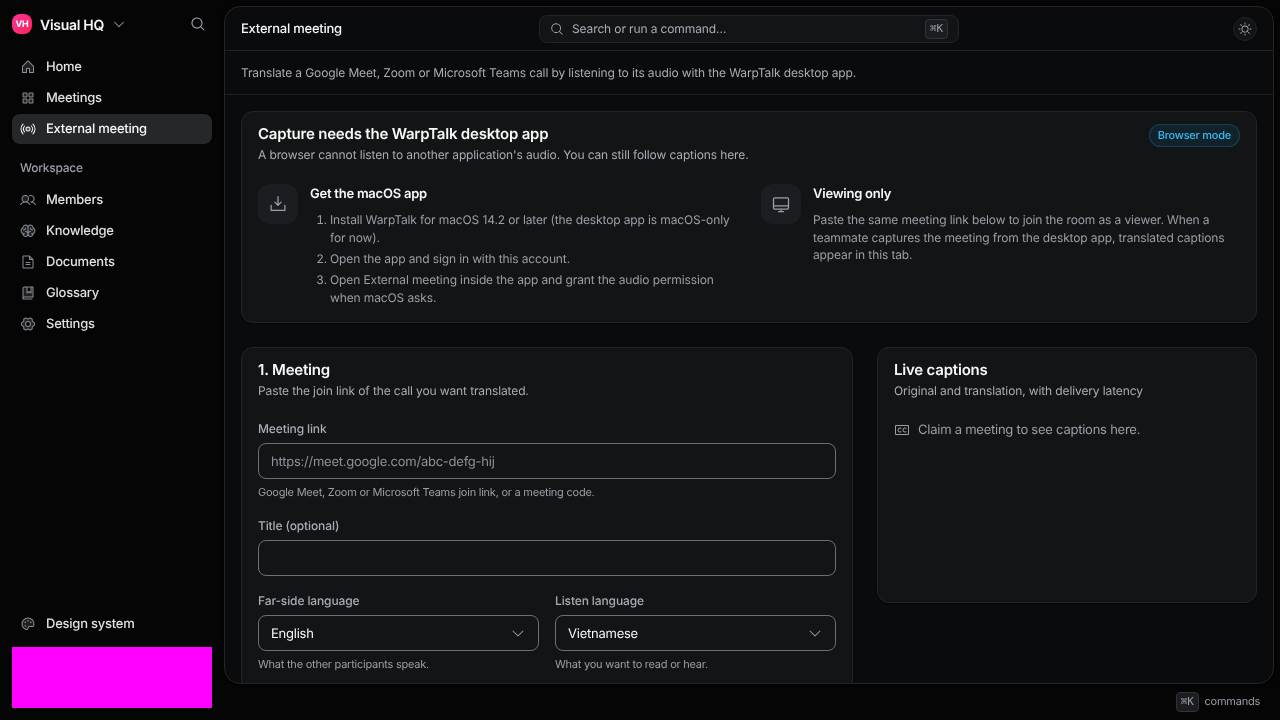 VH Visual HQ
Home
Meetings
External meeting
Workspace
Members
Knowledge
Documents
Glossary
Settings
Design system
External meeting
Search or run a command...
⌘K
Translate a Google Meet, Zoom or Microsoft Teams call by listening to its audio with the WarpTalk desktop app.
Capture needs the WarpTalk desktop app
Browser mode
A browser cannot listen to another application's audio. You can still follow captions here.
Get the macOS app
1. Install WarpTalk for macOS 14.2 or later (the desktop app is macOS-only
for now).
2. Open the app and sign in with this account.
3. Open External meeting inside the app and grant the audio permission
when macOS asks.
Viewing only
Paste the same meeting link below to join the room as a viewer. When a
teammate captures the meeting from the desktop app, translated captions
appear in this tab.
1. Meeting
Paste the join link of the call you want translated.
Meeting link
https://meet.google.com/abc-defg-hij
Google Meet, Zoom or Microsoft Teams join link, or a meeting code.
Title (optional)
Far-side language
English
What the other participants speak.
Listen language
Vietnamese
What you want to read or hear.
Live captions
Original and translation, with delivery latency
CC Claim a meeting to see captions here.
⌘K commands